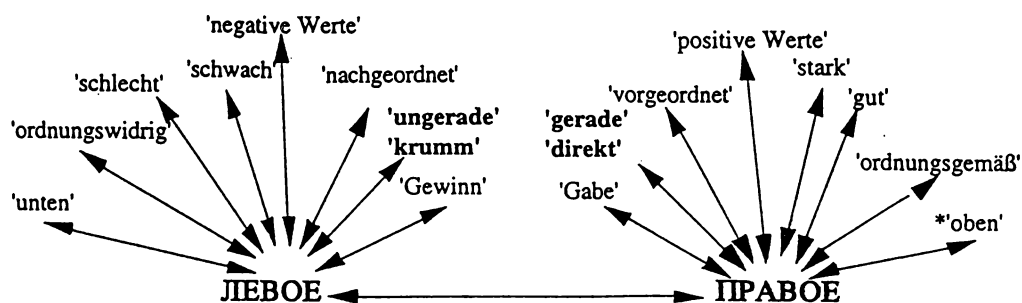 'negative Werte'
'schwach'
'nachgeordnet'
'schlecht'
'ungerade'
'ordnungswidrig'
'krumm'
'unten'
'Gewinn'
ЛЕВОЕ
'positive Werte'
'stark'
'vorgeordnet'
'gut'
'gerade'
'direkt'
'ordnungsgemäß'
'Gabe'
*'oben'
ПРАВОЕ